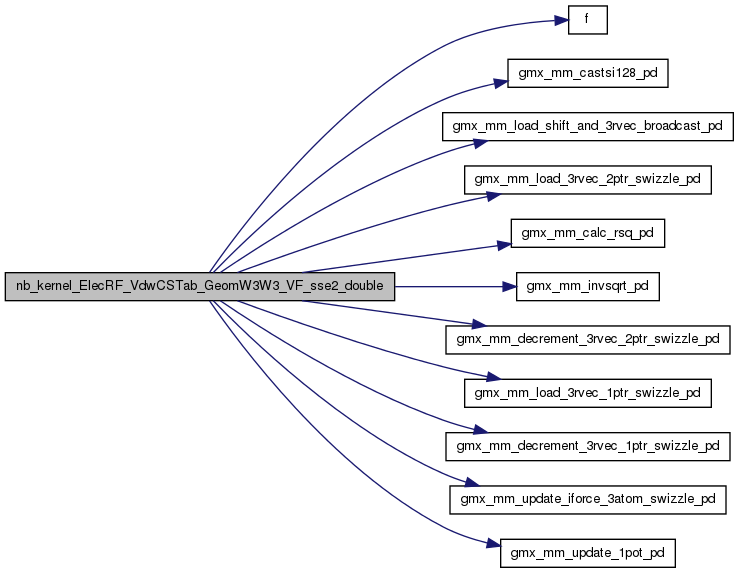 f
gmx_mm_castsi128_pd
gmx_mm_load_shift_and_3rvec_broadcast_pd
gmx_mm_load_3rvec_2ptr_swizzle_pd
gmx_mm_calc_rsq_pd
nb_kernel_ElecRF_VdwCSTab_GeomW3W3_VF_sse2_double
gmx_mm_invsqrt_pd
gmx_mm_decrement_3rvec_2ptr_swizzle_pd
gmx_mm_load_3rvec_1ptr_swizzle_pd
gmx_mm_decrement_3rvec_1ptr_swizzle_pd
gmx_mm_update_iforce_3atom_swizzle_pd
gmx_mm_update_1pot_pd